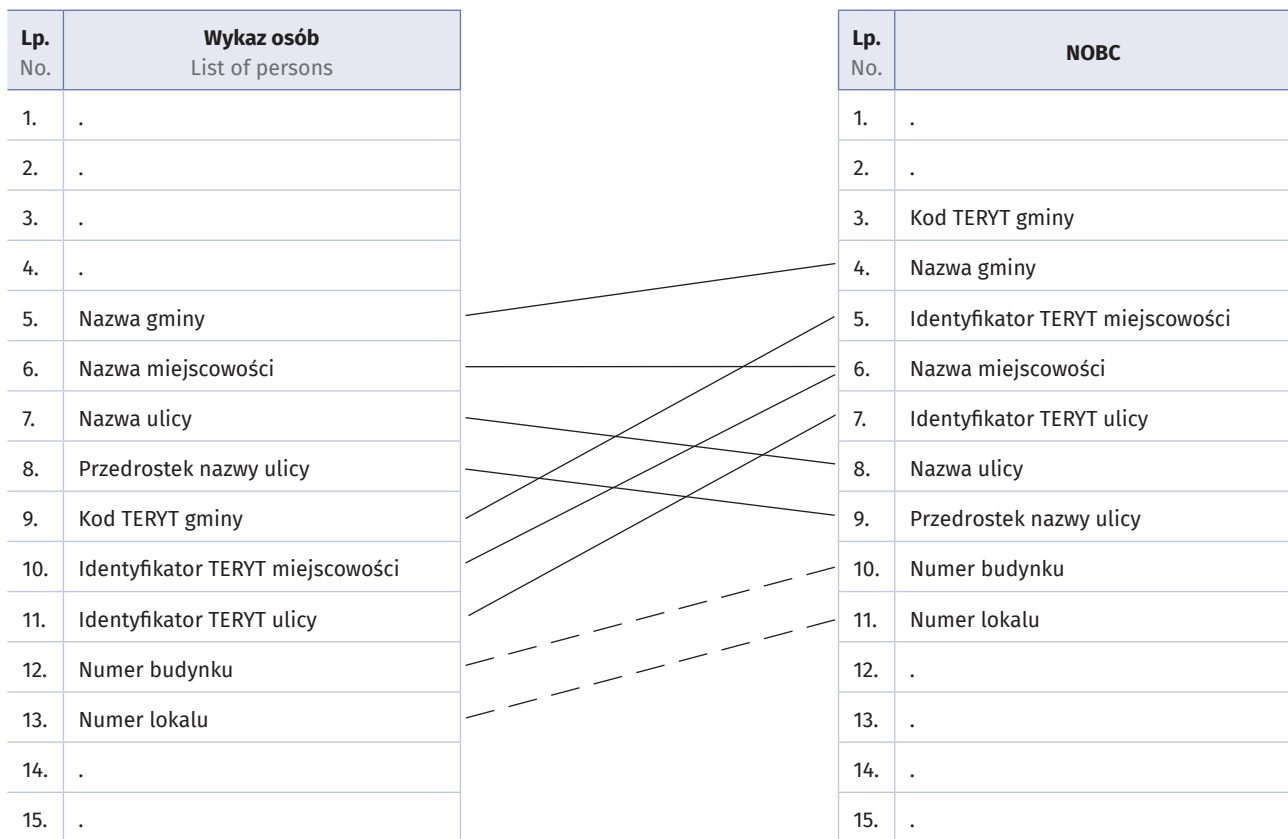 Lp.
No.
Wykaz osób
List of persons
1. .
2. .
3. .
4. .
5. Nazwa gminy
6. Nazwa miejscowości
7. Nazwa ulicy
8. Przedrostek nazwy ulicy
9. Kod TERYT gminy
10. Identyfikator TERYT miejscowości
11. Identyfikator TERYT ulicy
12. Numer budynku
13. Numer lokalu
14. .
15. .
Lp.
No.
NOBC
1. .
2. .
3. Kod TERYT gminy
4. Nazwa gminy
5. Identyfikator TERYT miejscowości
6. Nazwa miejscowości
7. Identyfikator TERYT ulicy
8. Nazwa ulicy
9. Przedrostek nazwy ulicy
10. Numer budynku
11. Numer lokalu
12. .
13. .
14. .
15. .